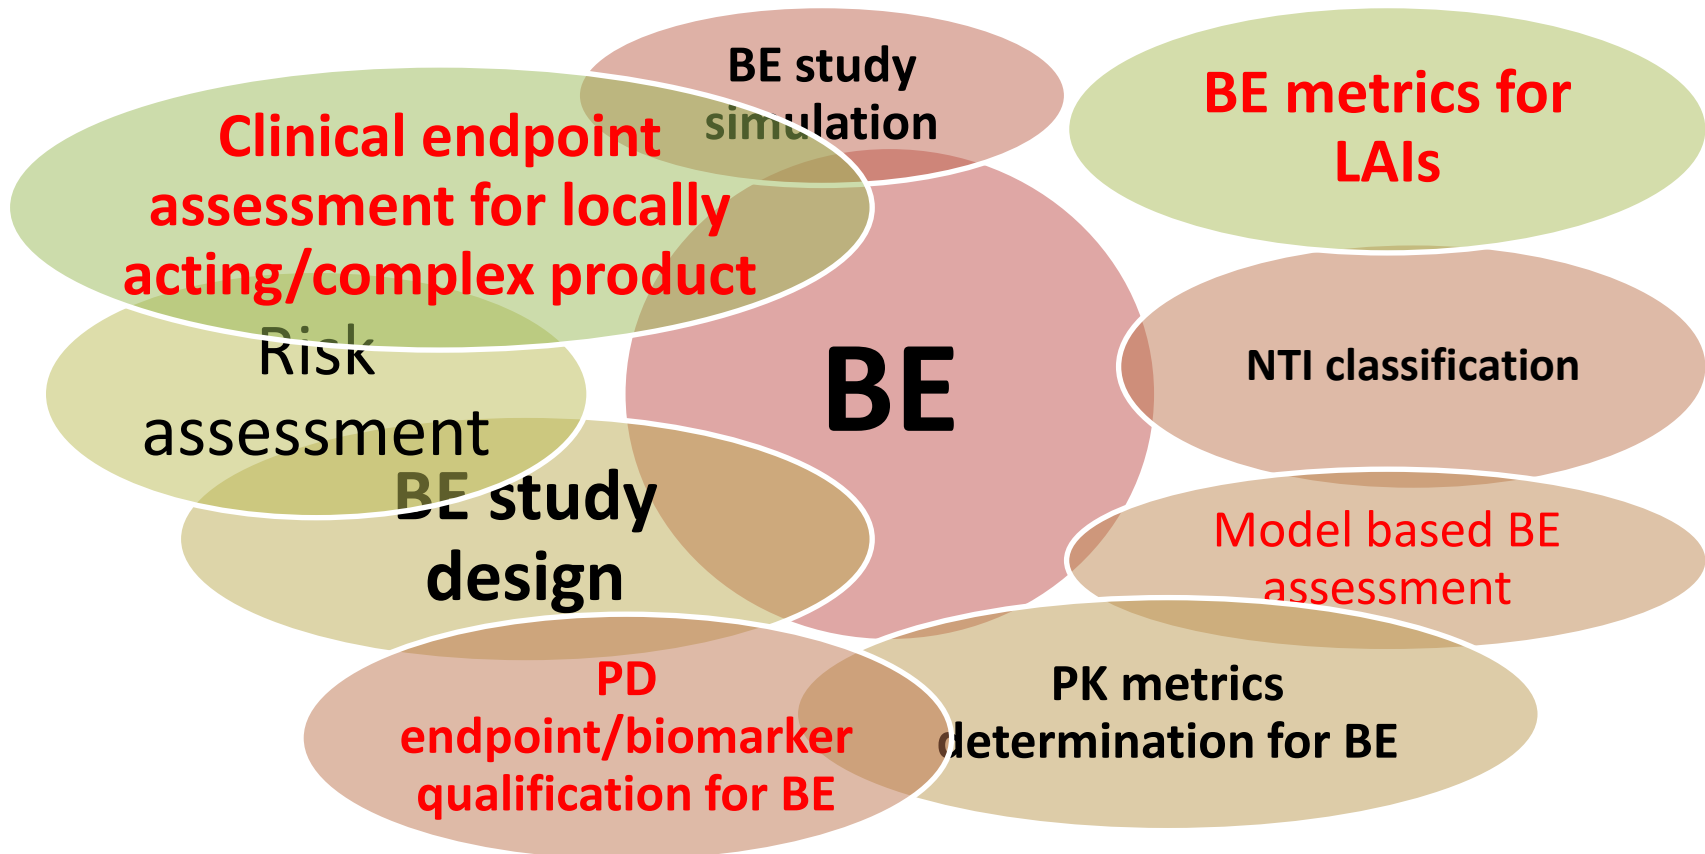 BE study
simulation
BE metrics for
LAIs
Clinical endpoint
assessment for locally
acting/complex product
Risk
assessment
BE
NTI classification
BE study
design
Model based BE
assessment
PD
endpoint/biomarker
qualification for BE
PK metrics
determination for BE